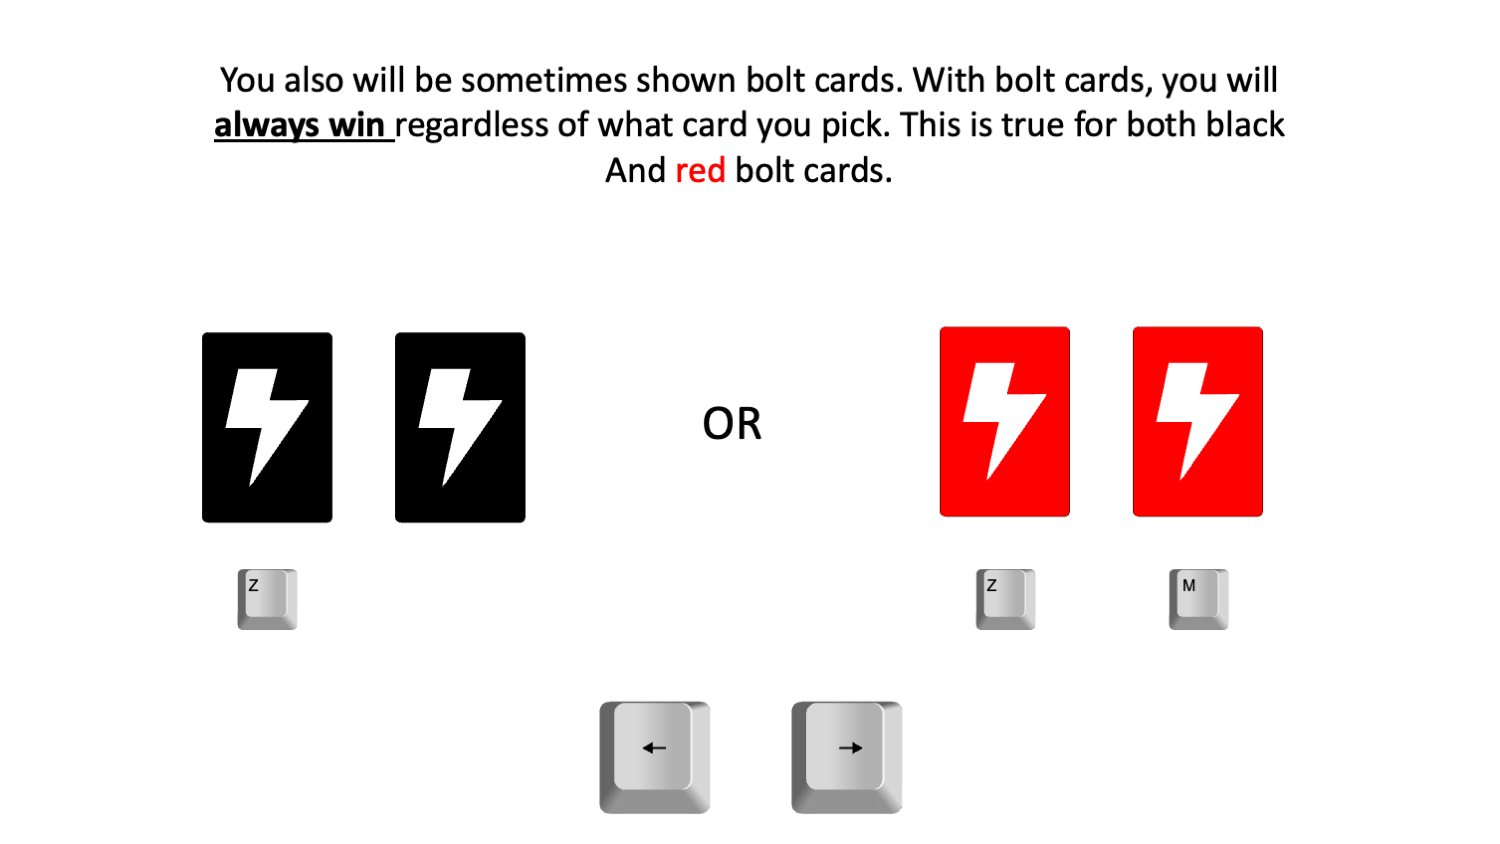 You also will be sometimes shown bolt cards. With bolt cards, you will
always win regardless of what card you pick. This is true for both black
And red bolt cards.
OR
Z
Z
M
←
→